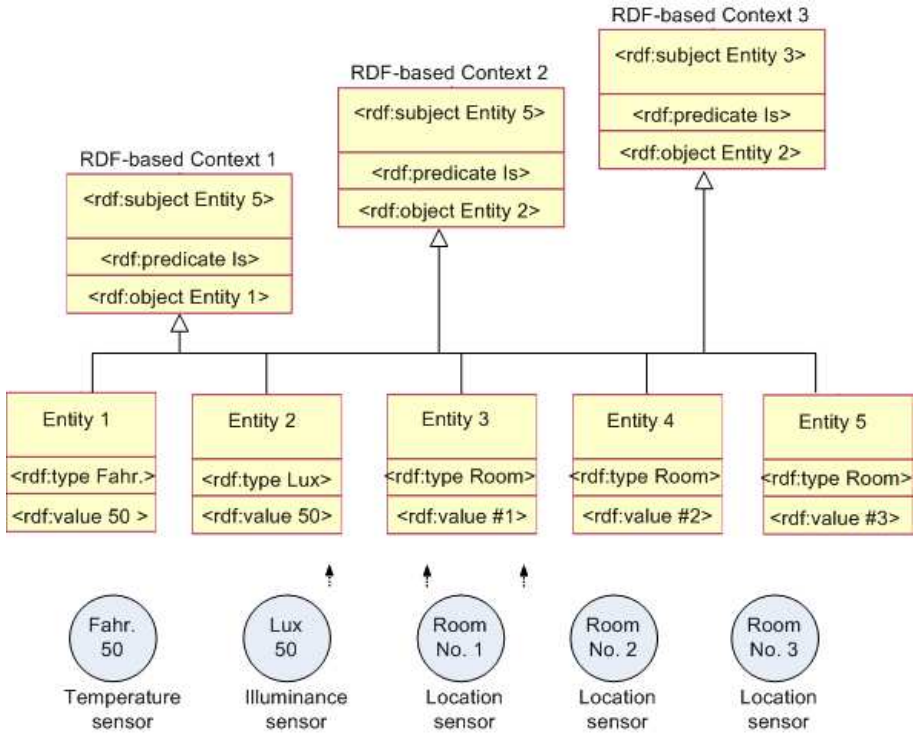 RDF-based Context 3
<rdf:subject Entity 3>
<rdf:predicate Is>
<rdf:object Entity 2>
RDF-based Context 2
<rdf:subject Entity 5>
<rdf:predicate Is>
<rdf:object Entity 2>
RDF-based Context 1
<rdf:subject Entity 5>
<rdf:predicate Is>
<rdf:object Entity 1>
Entity 1
<rdf:type Fahr.>
<rdf:value 50 >
Entity 2
<rdf:type Lux>
<rdf:value 50>
Entity 3
<rdf:type Room>
<rdf:value #1>
Entity 4
<rdf:type Room>
<rdf:value #2>
Entity 5
<rdf:type Room>
<rdf:value #3>
Fahr.
50
Temperature
sensor
Lux
50
Illuminance
sensor
Room
No. 1
Location
sensor
Room
No. 2
Location
sensor
Room
No. 3
Location
sensor